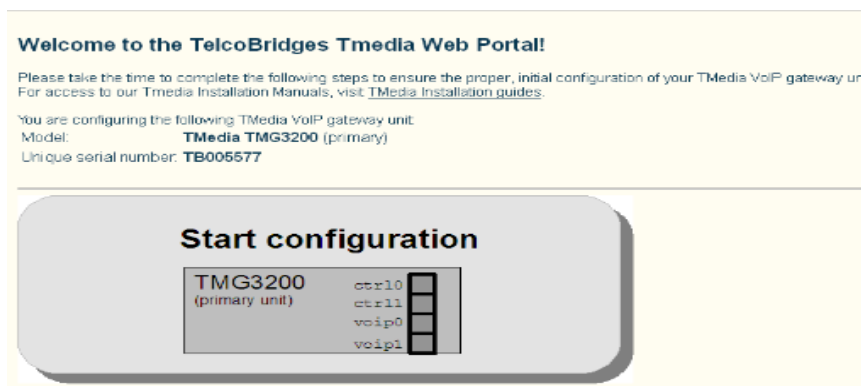 Welcome to the TelcoBridges Tmedia Web Portal!
Please take the time to complete the following steps to ensure the proper, initial configuration of your TMedia VoIP gateway
For access to our Tmedia Installation Manuals, visit TMedia Installation guides.
You are configuring the following TMedia VoIP gateway unit:
Model: TMedia TMG3200 (primary)
Unique serial number: TB005577
Start configuration
TMG3200
(primary unit)
ctrl0
ctrl1
voip0
voip1